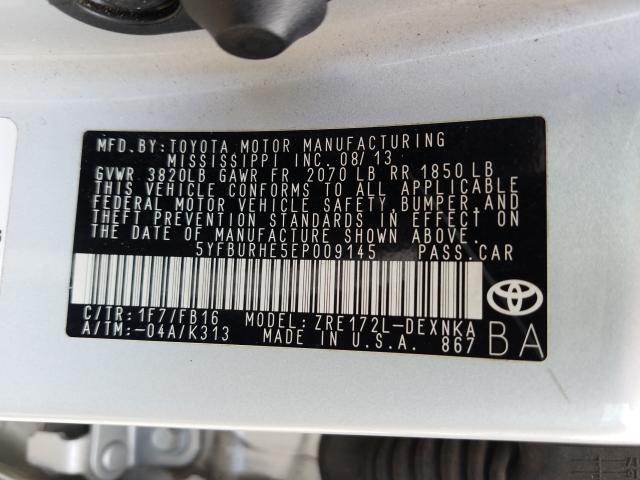 MFD.BY:TOYOTA MOTOR MANUFACTURING
MISSISSIPPI INC. 08/13
GVWR 3820LB GAWR FR 2070 LB RR 1850 LB
THIS VEHICLE CONFORMS TO ALL APPLICABLE
FEDERAL MOTOR VEHICLE SAFETY, BUMPER, AND
THEFT PREVENTION STANDARDS IN EFFECT ON
THE DATE OF MANUFACTURE SHOWN ABOVE.
5YFBURHE5EP009145 PASS.CAR
C/TR: 1F7/FB16 MODEL: ZRE172L-DEXNKA
A/TM:-04A/K313 MADE IN U.S.A. 867 BA